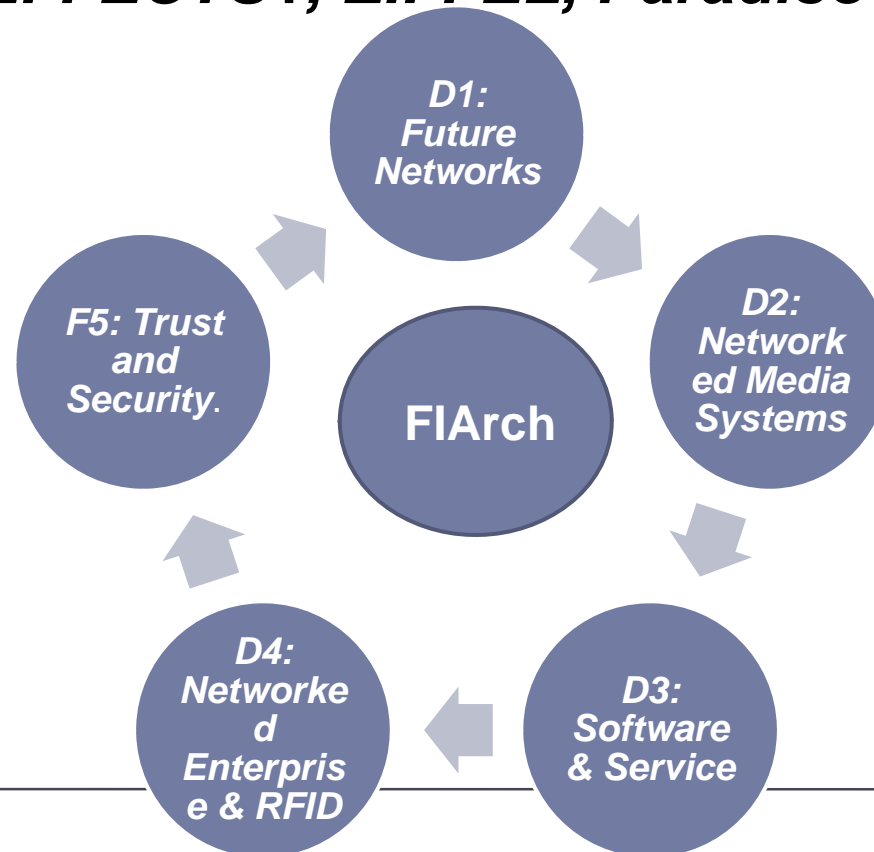 D1:
Future
Networks
D2:
Network
ed Media
Systems
D3:
Software
& Service
D4:
Networke
d
Enterpris
e & RFID
F5: Trust
and
Security.
FIArch